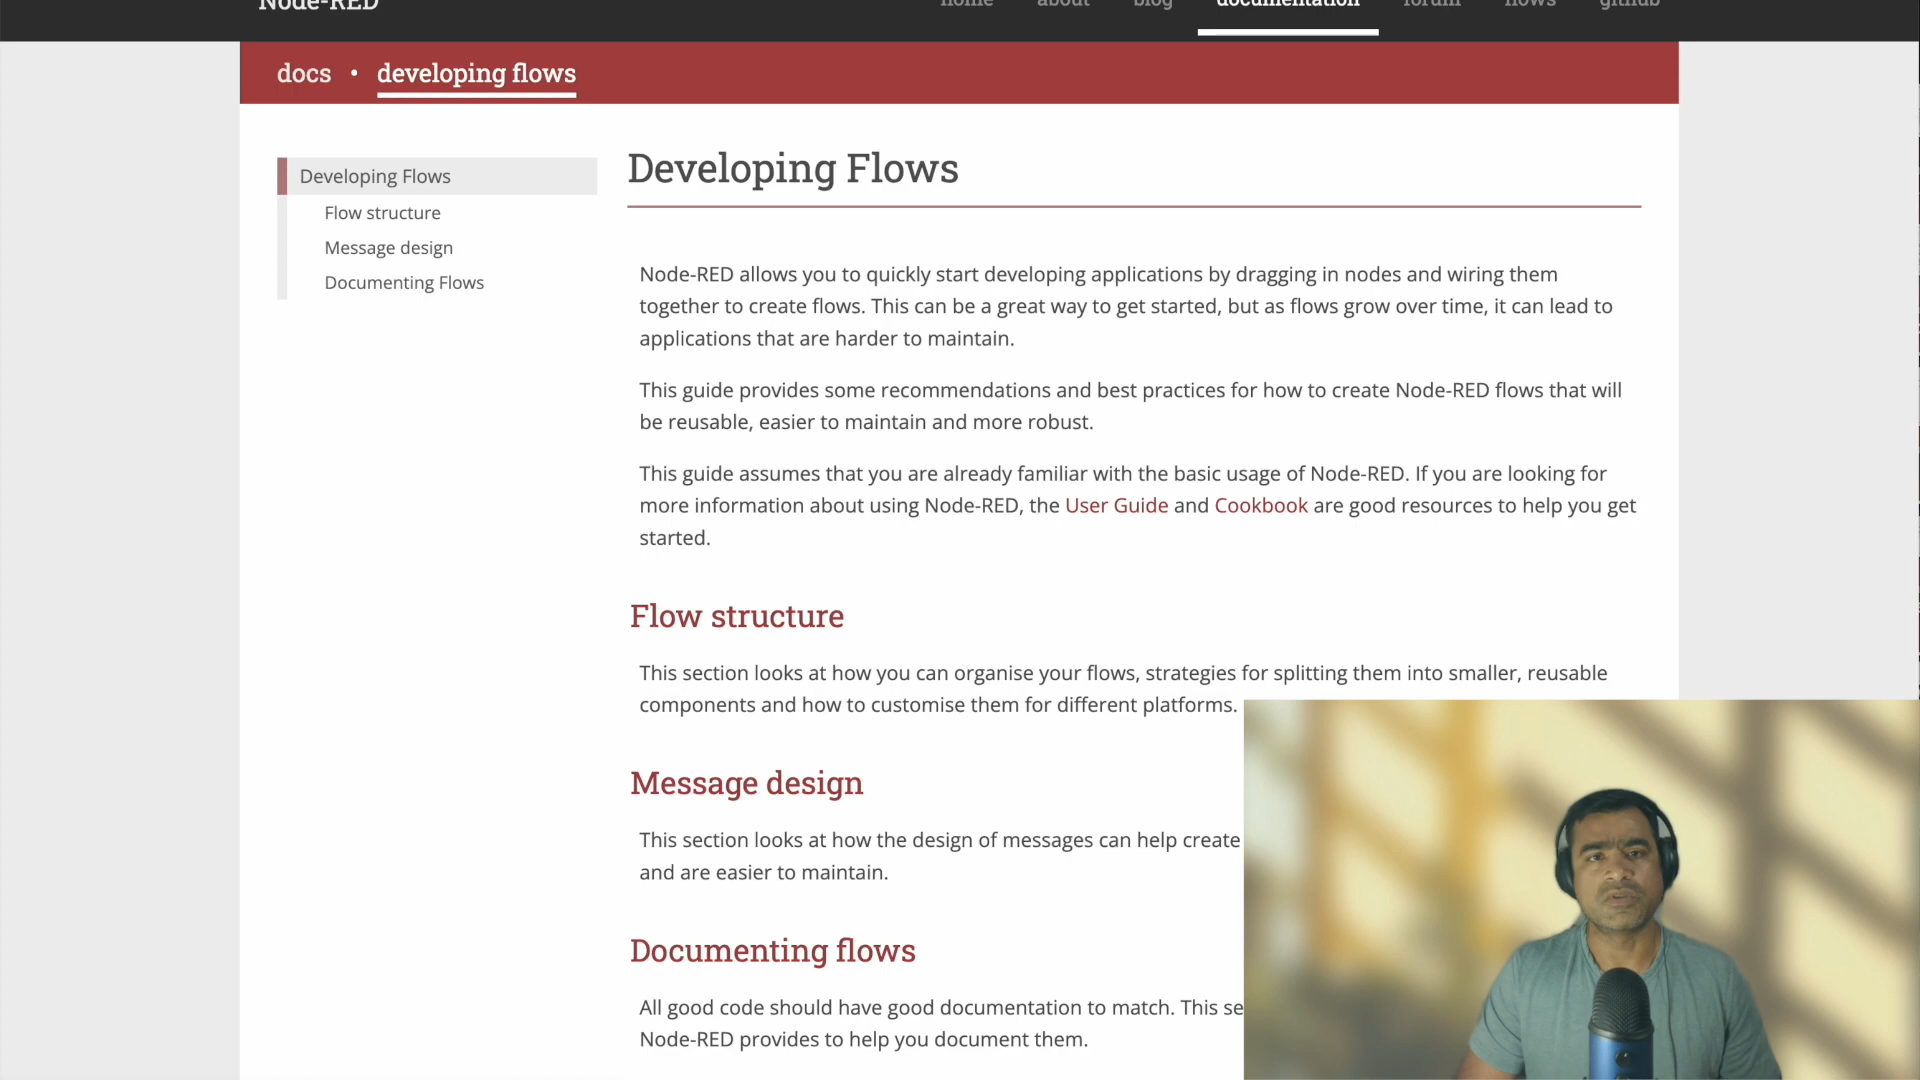 Node-RED
home about blog documentation forum flows github
docs • developing flows
Developing Flows
Flow structure
Message design
Documenting Flows
Developing Flows
Node-RED allows you to quickly start developing applications by dragging in nodes and wiring them
together to create flows. This can be a great way to get started, but as flows grow over time, it can lead to
applications that are harder to maintain.
This guide provides some recommendations and best practices for how to create Node-RED flows that will
be reusable, easier to maintain and more robust.
This guide assumes that you are already familiar with the basic usage of Node-RED. If you are looking for
more information about using Node-RED, the User Guide and Cookbook are good resources to help you get
started.
Flow structure
This section looks at how you can organise your flows, strategies for splitting them into smaller, reusable
components and how to customise them for different platforms.
Message design
This section looks at how the design of messages can help create
and are easier to maintain.
Documenting flows
All good code should have good documentation to match. This se
Node-RED provides to help you document them.